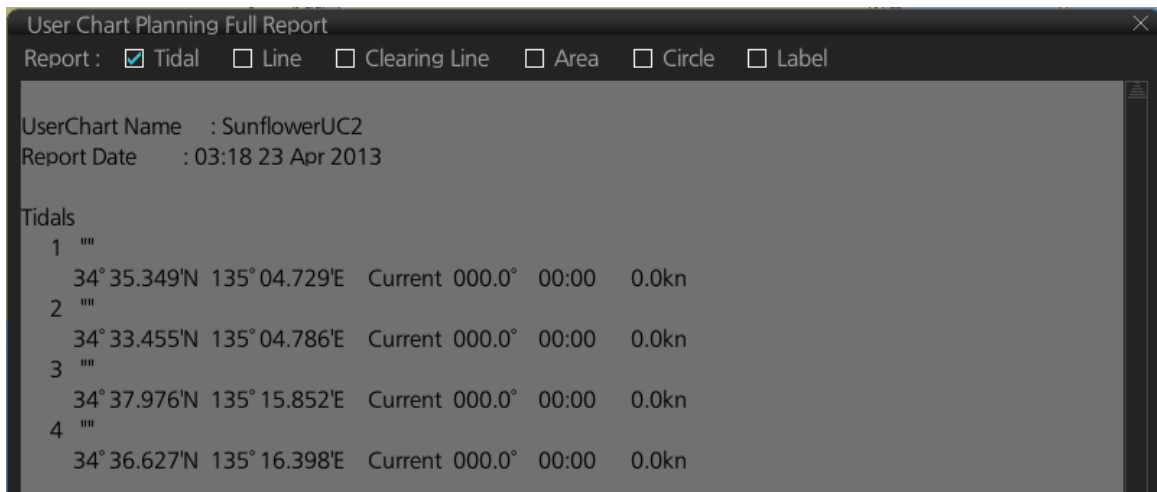 User Chart Planning Full Report
Report : Tidal Line Clearing Line Area Circle Label
UserChart Name : SunflowerUC2
Report Date : 03:18 23 Apr 2013
Tidals
1 ""
34°35.349'N 135°04.729'E Current 000.0° 00:00 0.0kn
2 ""
34°33.455'N 135°04.786'E Current 000.0° 00:00 0.0kn
3 ""
34°37.976'N 135°15.852'E Current 000.0° 00:00 0.0kn
4 ""
34°36.627'N 135°16.398'E Current 000.0° 00:00 0.0kn